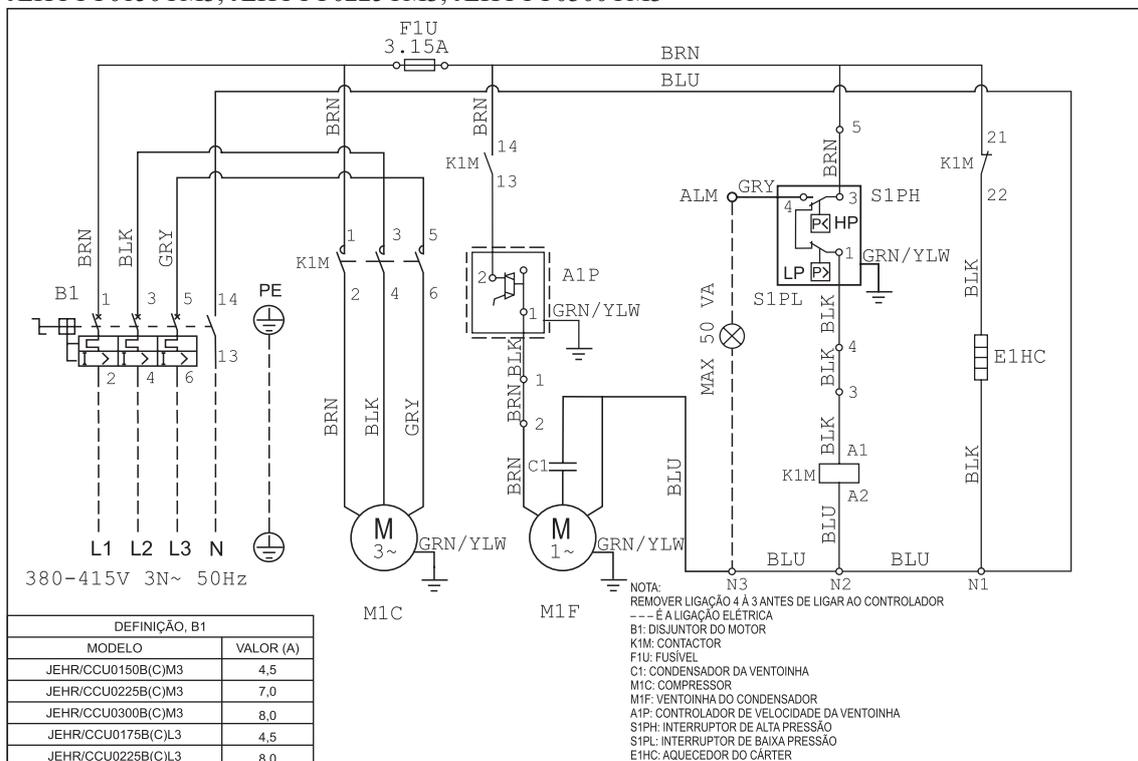 F1U
3.15A
BRN
BLU
BRN
BRN
14
K1M
13
BRN
5
21
K1M
22
ALM
GRY
4
3
S1PH
P<
HP
1
GRN/YLW
LP
P>
S1PL
BRN
BLK
GRY
1
3
5
K1M
2
4
6
2
A1P
1
GRN/YLW
B1
1
3
5
14
PE
2
4
6
13
BLK
1
BRN
2
BRN
C1
BRN
BLK
GRY
MAX 50 VA
BLK
BLK
4
3
BLK
A1
K1M
A2
BLU
BLK
E1HC
BLK
BLU
L1 L2 L3 N
380-415V 3N~ 50Hz
M
3~
GRN/YLW
M1C
M
1~
GRN/YLW
M1F
BLU
BLU
N3
N2
N1
DEFINIÇÃO, B1
MODELO VALOR (A)
JEHR/CCU0150B(C)M3 4,5
JEHR/CCU0225B(C)M3 7,0
JEHR/CCU0300B(C)M3 8,0
JEHR/CCU0175B(C)L3 4,5
JEHR/CCU0225B(C)L3 8,0
NOTA:
REMOVER LIGAÇÃO 4 À 3 ANTES DE LIGAR AO CONTROLADOR
--- É A LIGAÇÃO ELÉTRICA
B1: DISJUNTOR DO MOTOR
K1M: CONTACTOR
F1U: FUSÍVEL
C1: CONDENSADOR DA VENTOINHA
M1C: COMPRESSOR
M1F: VENTOINHA DO CONDENSADOR
A1P: CONTROLADOR DE VELOCIDADE DA VENTOINHA
S1PH: INTERRUPTOR DE ALTA PRESSÃO
S1PL: INTERRUPTOR DE BAIXA PRESSÃO
E1HC: AQUECEDOR DO CÁRTER